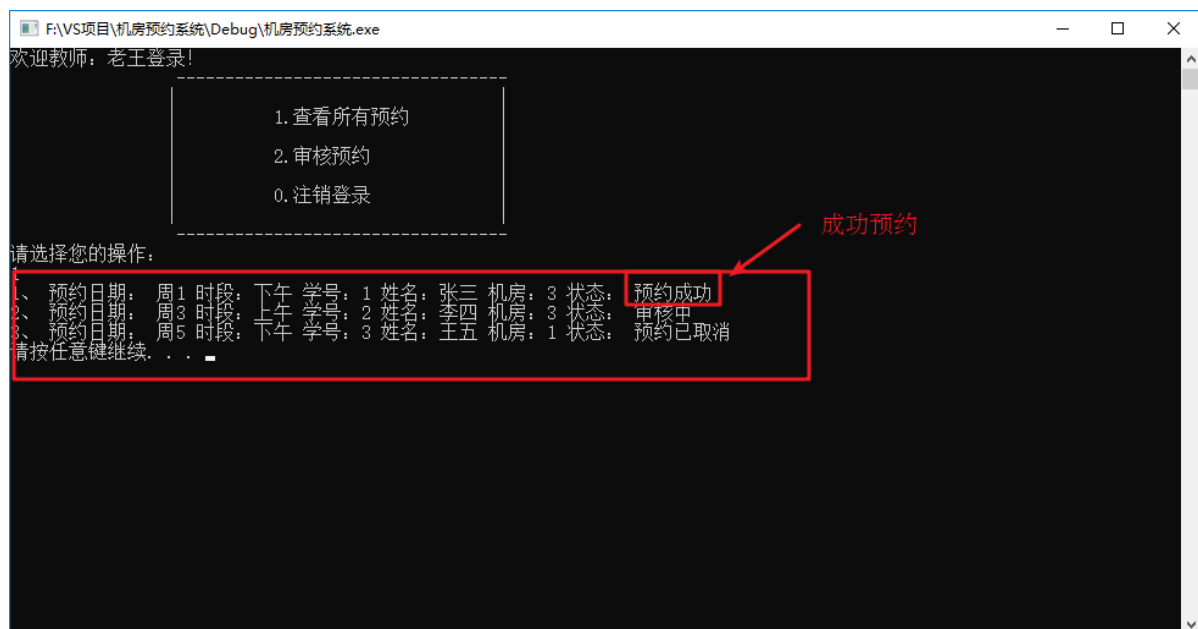 F:\VS项目\机房预约系统\Debug\机房预约系统.exe
欢迎教师：老王登录！
1.查看所有预约
2.审核预约
0.注销登录
成功预约
请选择您的操作：
1
1、 预约日期： 周1 时段：下午 学号：1 姓名：张三 机房：3 状态： 预约成功
2、 预约日期： 周3 时段：上午 学号：2 姓名：李四 机房：3 状态： 审核中
3、 预约日期： 周5 时段：下午 学号：3 姓名：王五 机房：1 状态： 预约已取消
请按任意键继续. . .